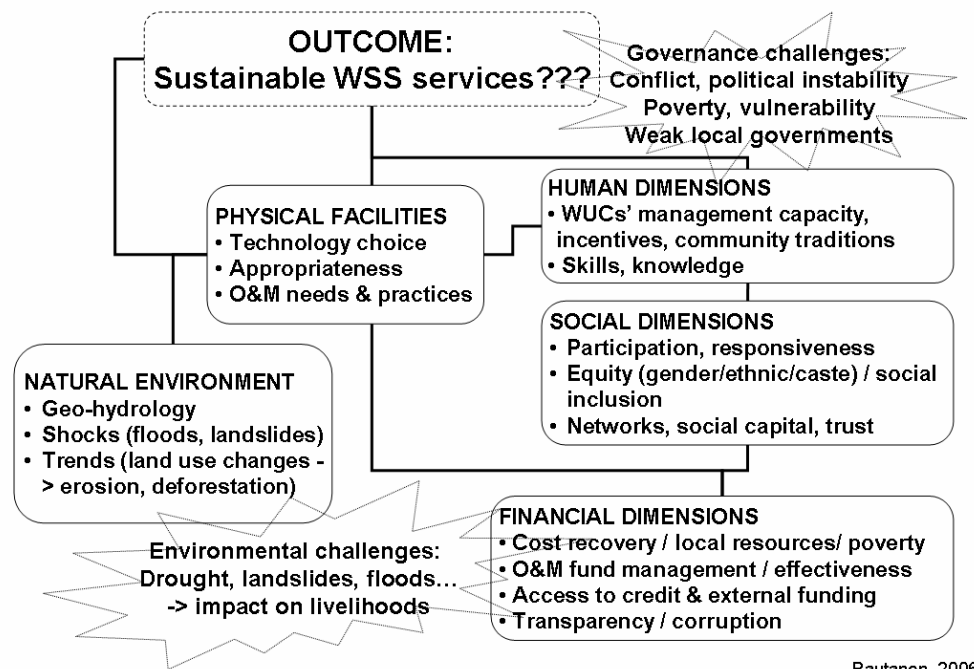 OUTCOME:
Sustainable WSS services???
Governance challenges:
Conflict, political instability
Poverty, vulnerability
Weak local governments
PHYSICAL FACILITIES
• Technology choice
• Appropriateness
• O&M needs & practices
HUMAN DIMENSIONS
• WUCs' management capacity,
incentives, community traditions
• Skills, knowledge
SOCIAL DIMENSIONS
• Participation, responsiveness
• Equity (gender/ethnic/caste) / social
inclusion
• Networks, social capital, trust
NATURAL ENVIRONMENT
• Geo-hydrology
• Shocks (floods, landslides)
• Trends (land use changes -
> erosion, deforestation)
Environmental challenges:
Drought, landslides, floods...
-> impact on livelihoods
FINANCIAL DIMENSIONS
• Cost recovery / local resources/ poverty
• O&M fund management / effectiveness
• Access to credit & external funding
• Transparency / corruption
Rautanen, 2006